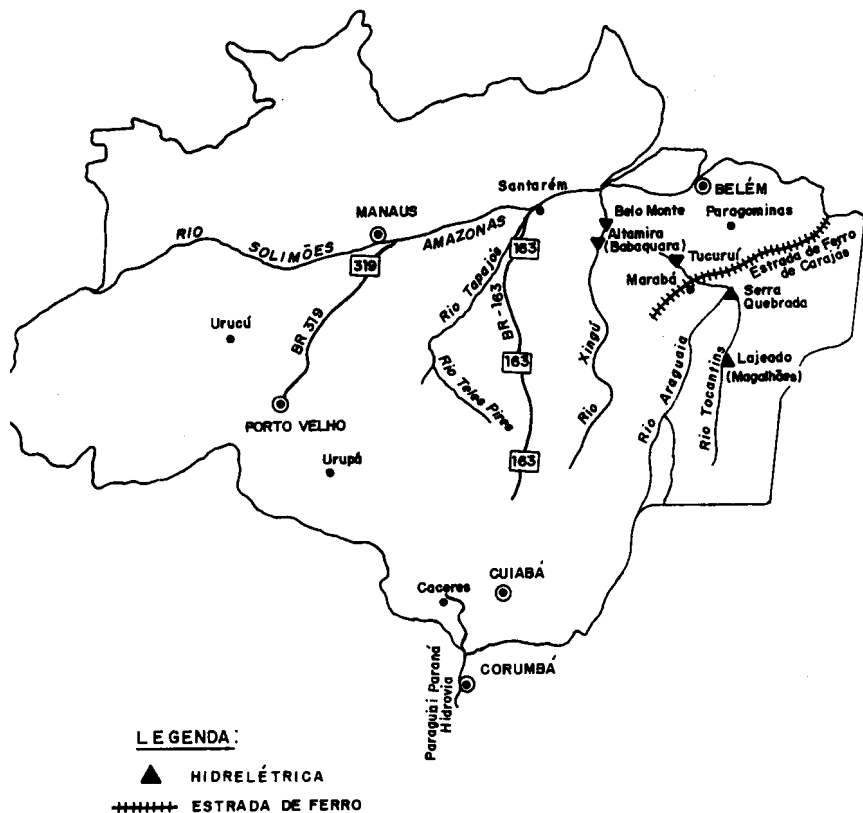 Santarém
BELÉM
MANAUS
Belo Monte
Paragominas
RIO
SOLIMÕES
AMAZONAS
163
Altamira
(Babaquara)
Tucuruí
319
Estrada de Ferro
de Carajas
Rio Tapajós
BR-163
Marabá
Serra
Quebrada
Urucú
BR 319
163
Rio Xingú
Rio Araguaia
Rio Tocantins
Lajeado
(Magalhães)
Rio Teles Pires
PORTO VELHO
Urupá
163
CUIABÁ
Caceres
CORUMBÁ
Paraguai Paraná
Hidrovia
LEGENDA:
HIDRELÉTRICA
ESTRADA DE FERRO